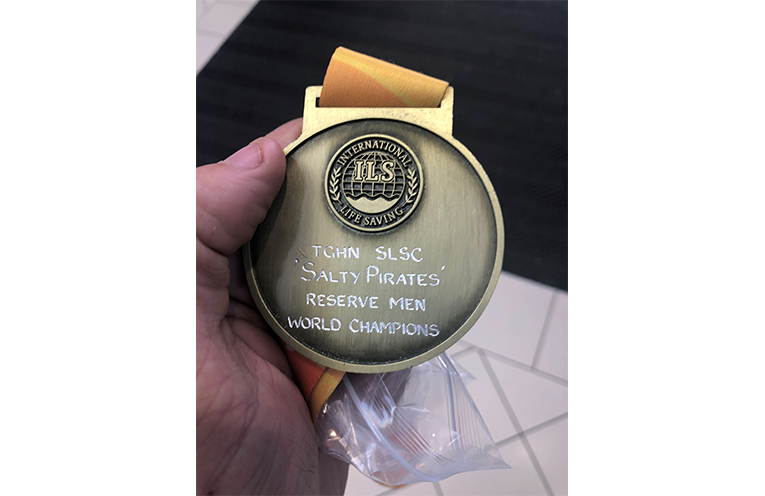 INTERNATIONAL
ILS
LIFE SAVING
TGHN SLSC
'SALTY PIRATES'
RESERVE MEN
WORLD CHAMPIONS